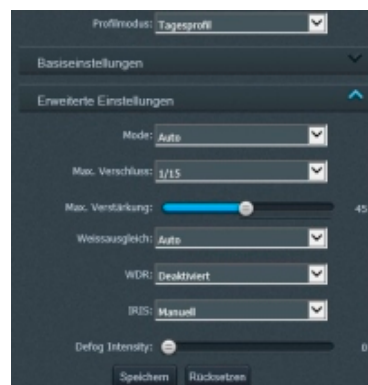 Profilmodus: Tagesprofil
Basiseinstellungen
Erweiterte Einstellungen
Mode: Auto
Max. Verschluss: 1/15
Max. Verstärkung: 45
Weissausgleich: Auto
WDR: Deaktiviert
IRIS: Manuell
Defog Intensity: 0
Speichern Rücksetzen